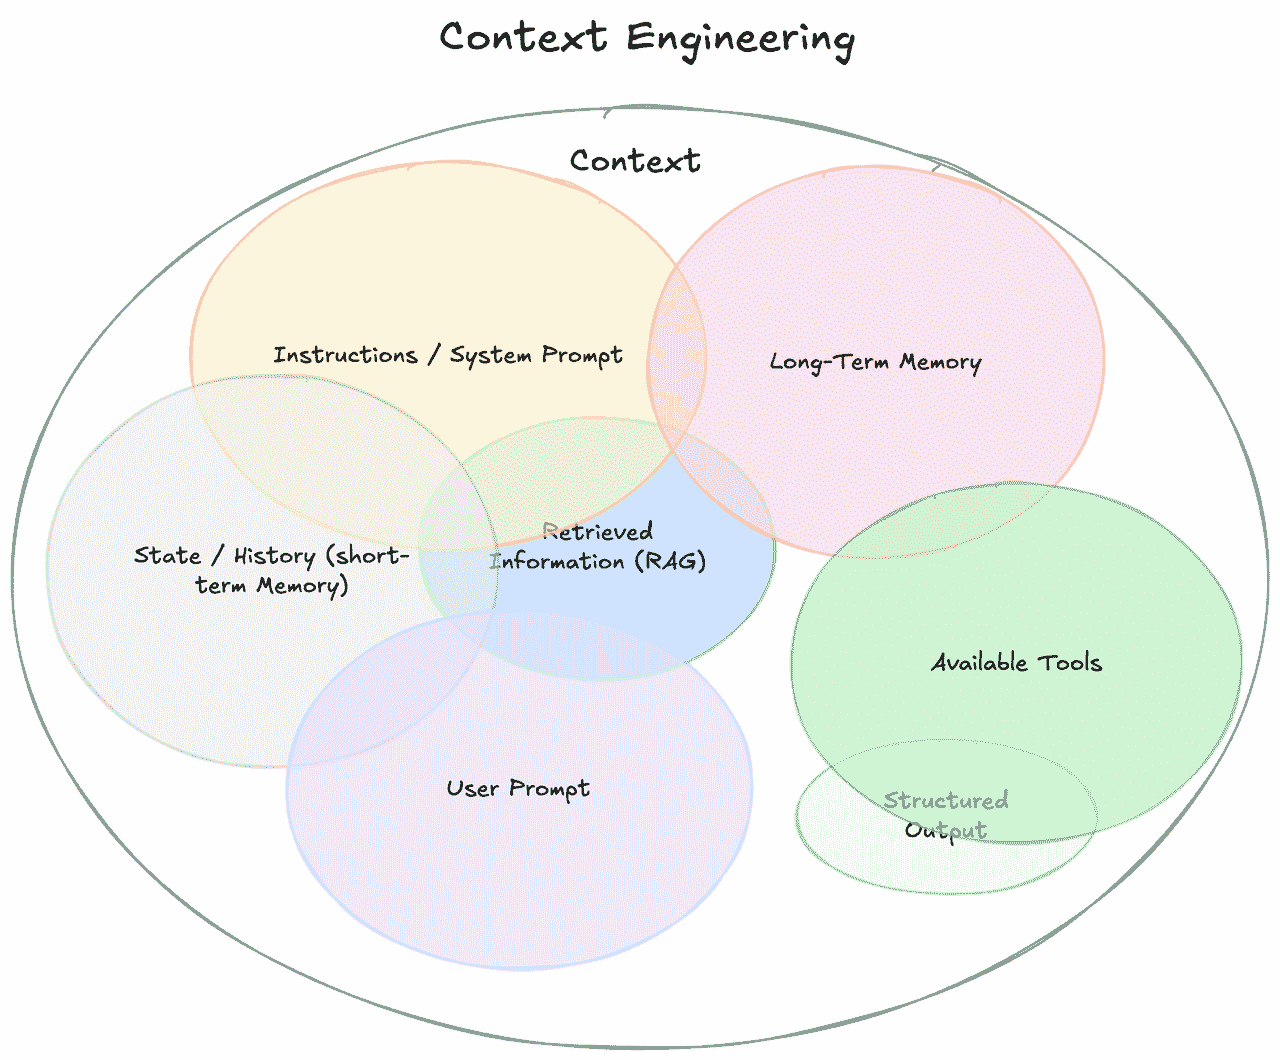 Context Engineering
Context
Instructions / System Prompt
Long-Term Memory
State / History (short-
term Memory)
Retrieved
Information (RAG)
Available Tools
User Prompt
Structured
Output